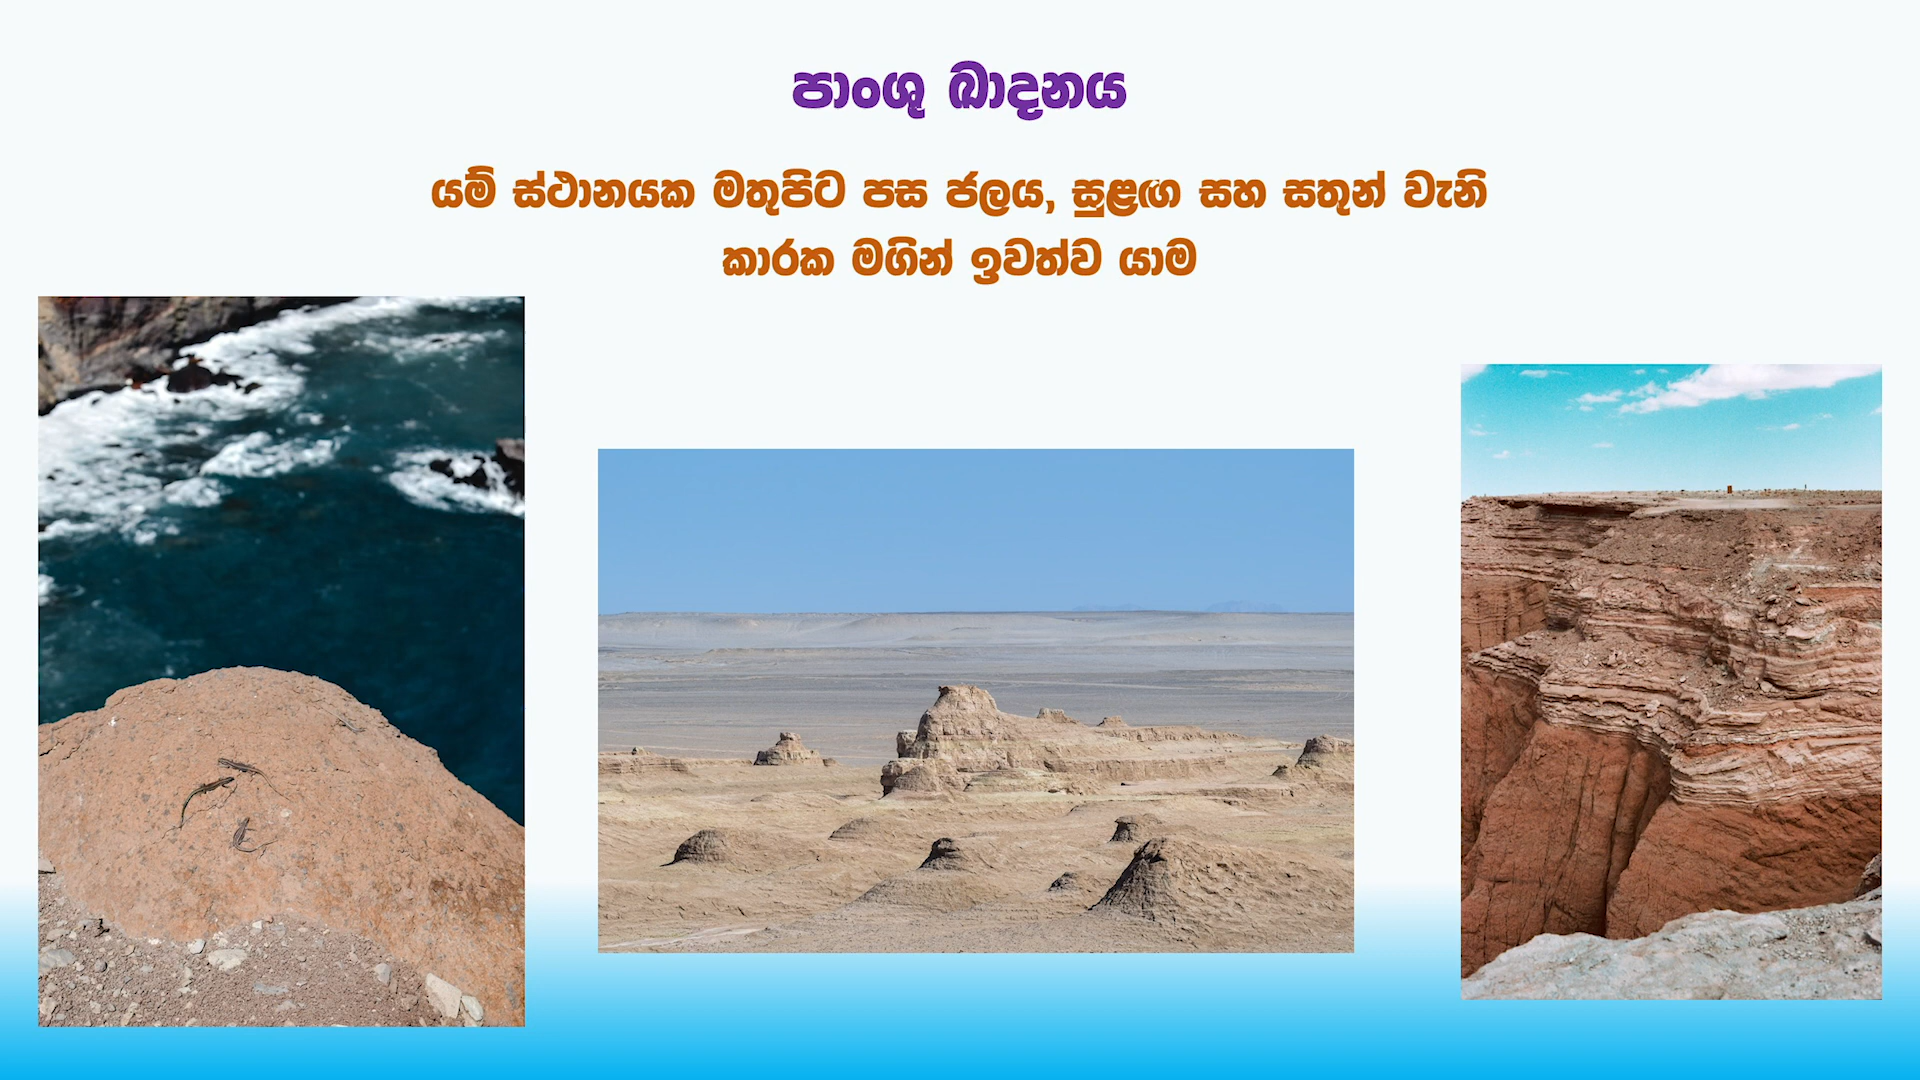 පාංශු ඛාදනය
යම් ස්ථානයක මතුපිට පස ජලය, සුළඟ සහ සතුන් වැනි
කාරක මගින් ඉවත්ව යාම